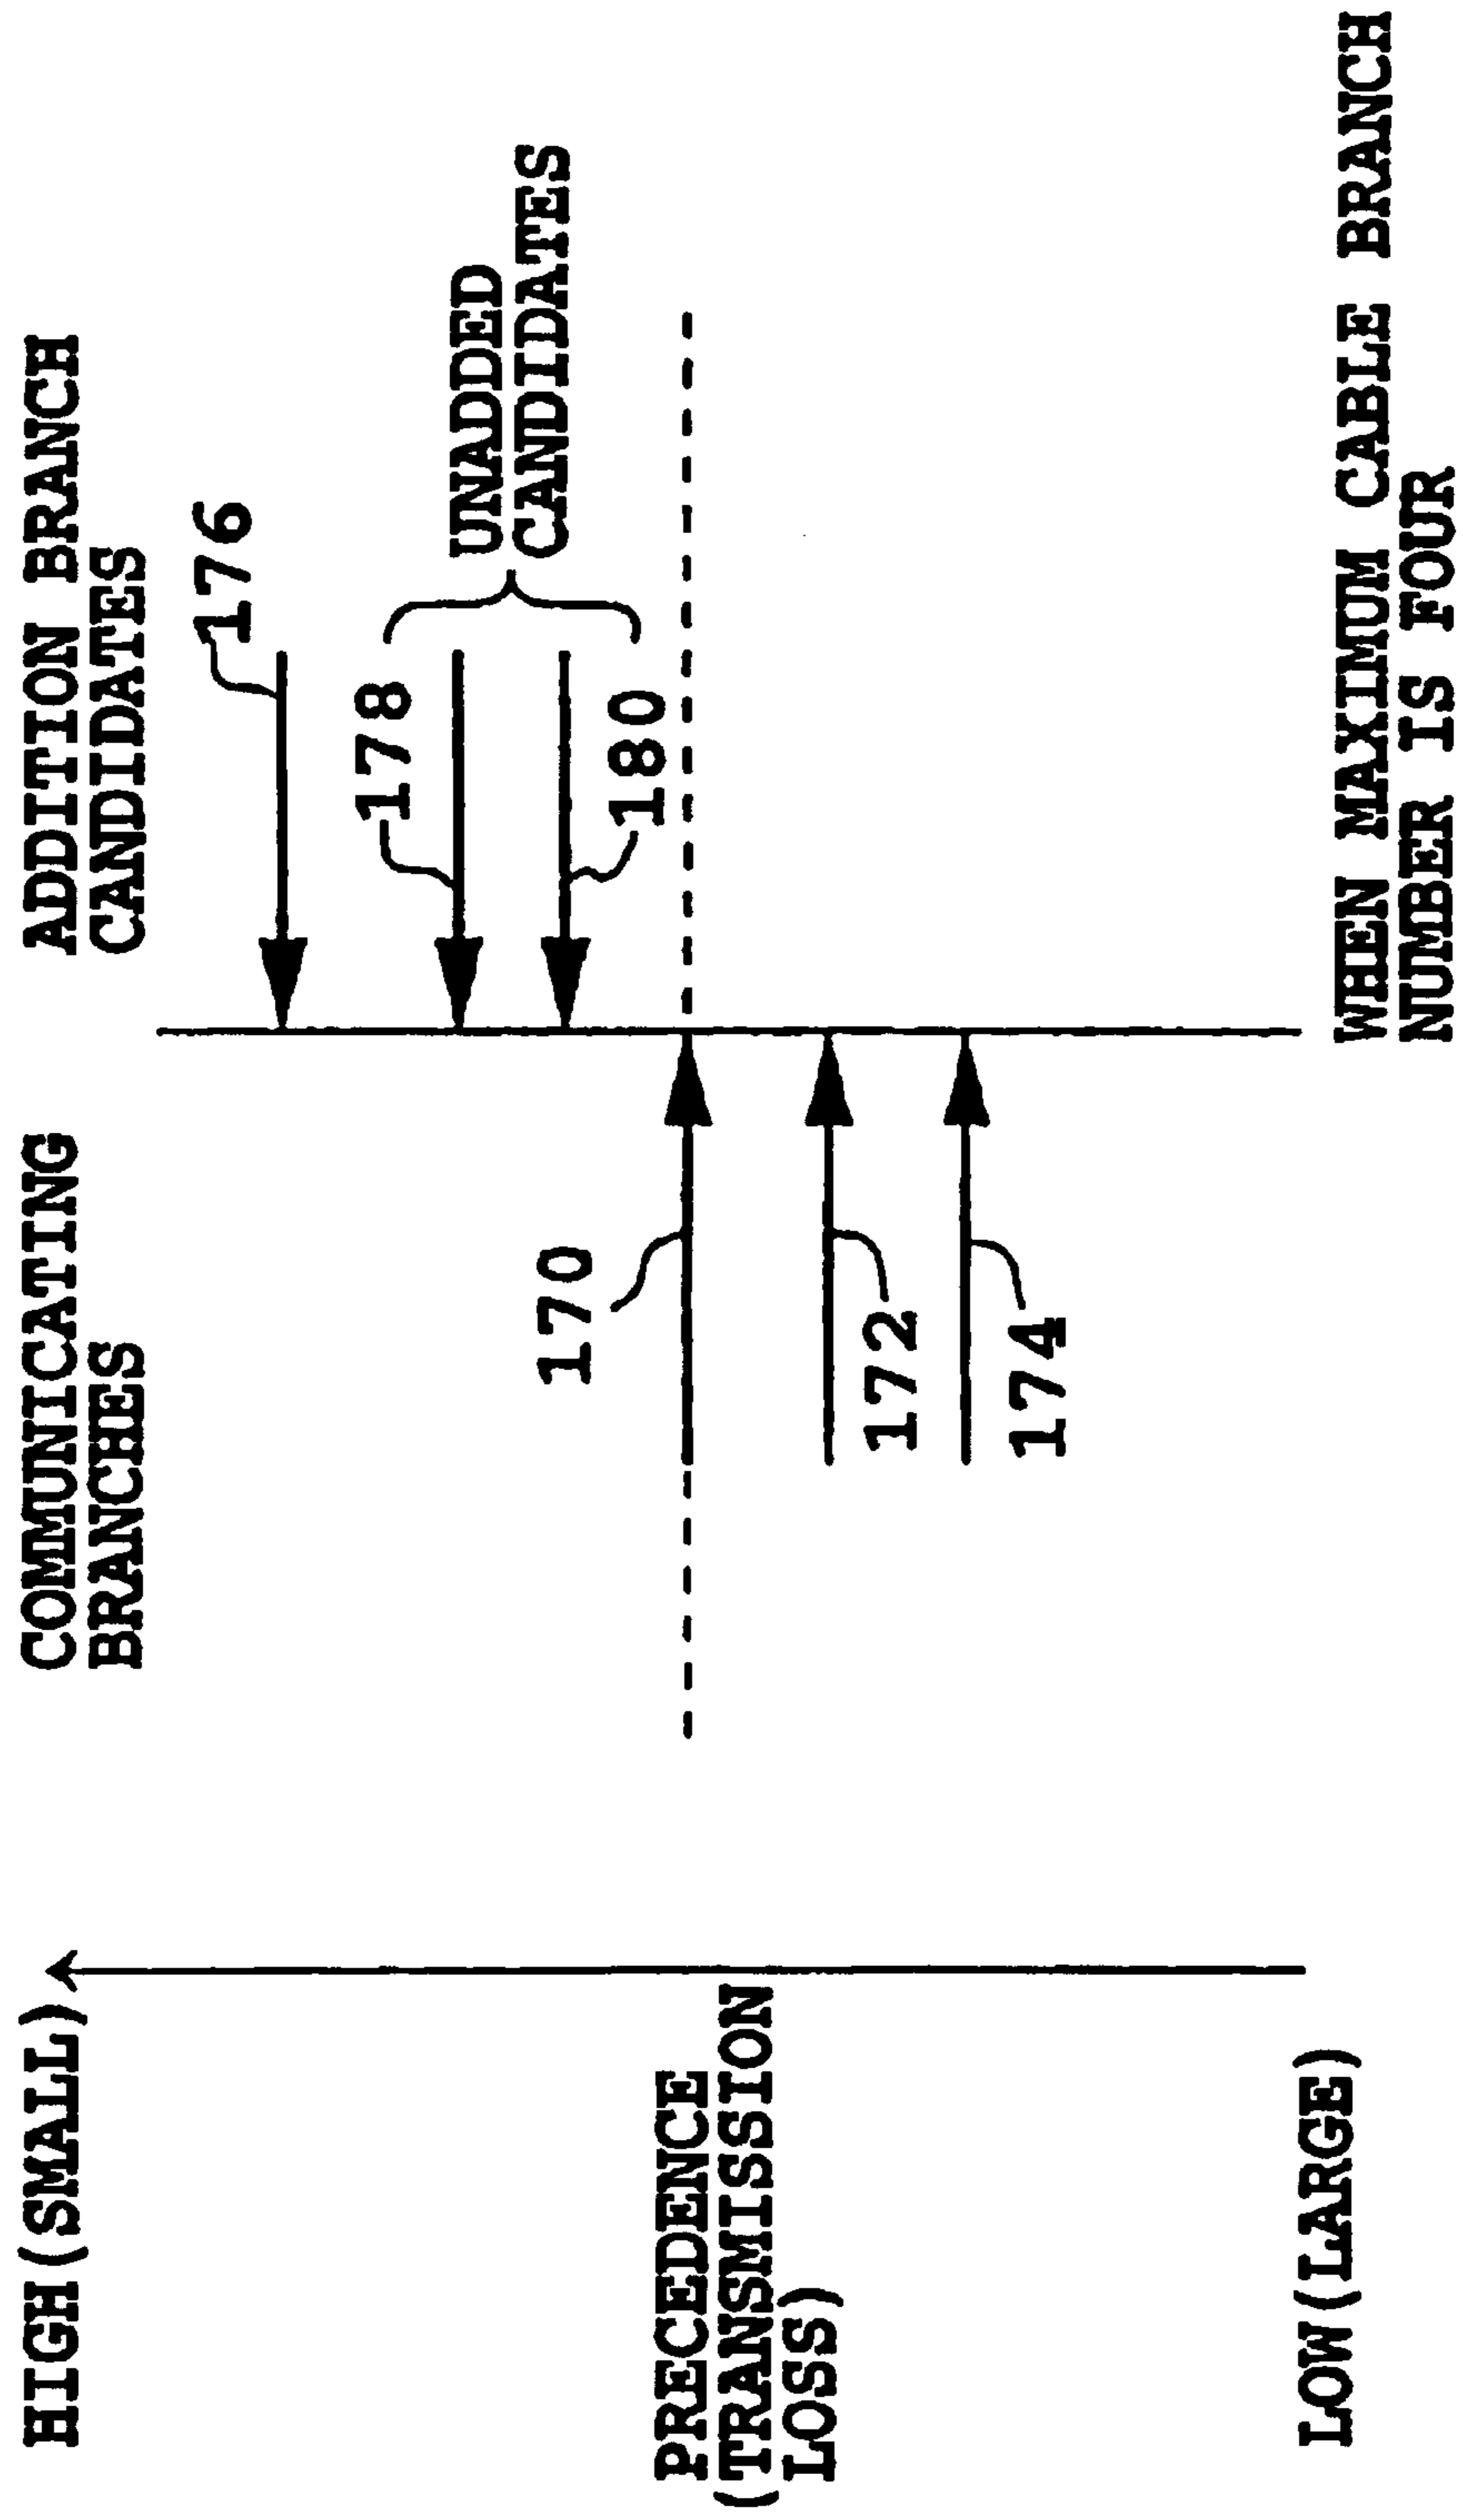 HIGH(SMALL)
COMMUNICATING
BRANCHES
ADDITION BRANCH
CANDIDATES
176
178
UNADDED
CANDIDATES
180
170
PRECEDENCE
(TRANSMISSION
LOSS)
172
174
LOW(LARGE)
WHEN MAXIMUM CABLE BRANCH
NUMBER IS FOUR